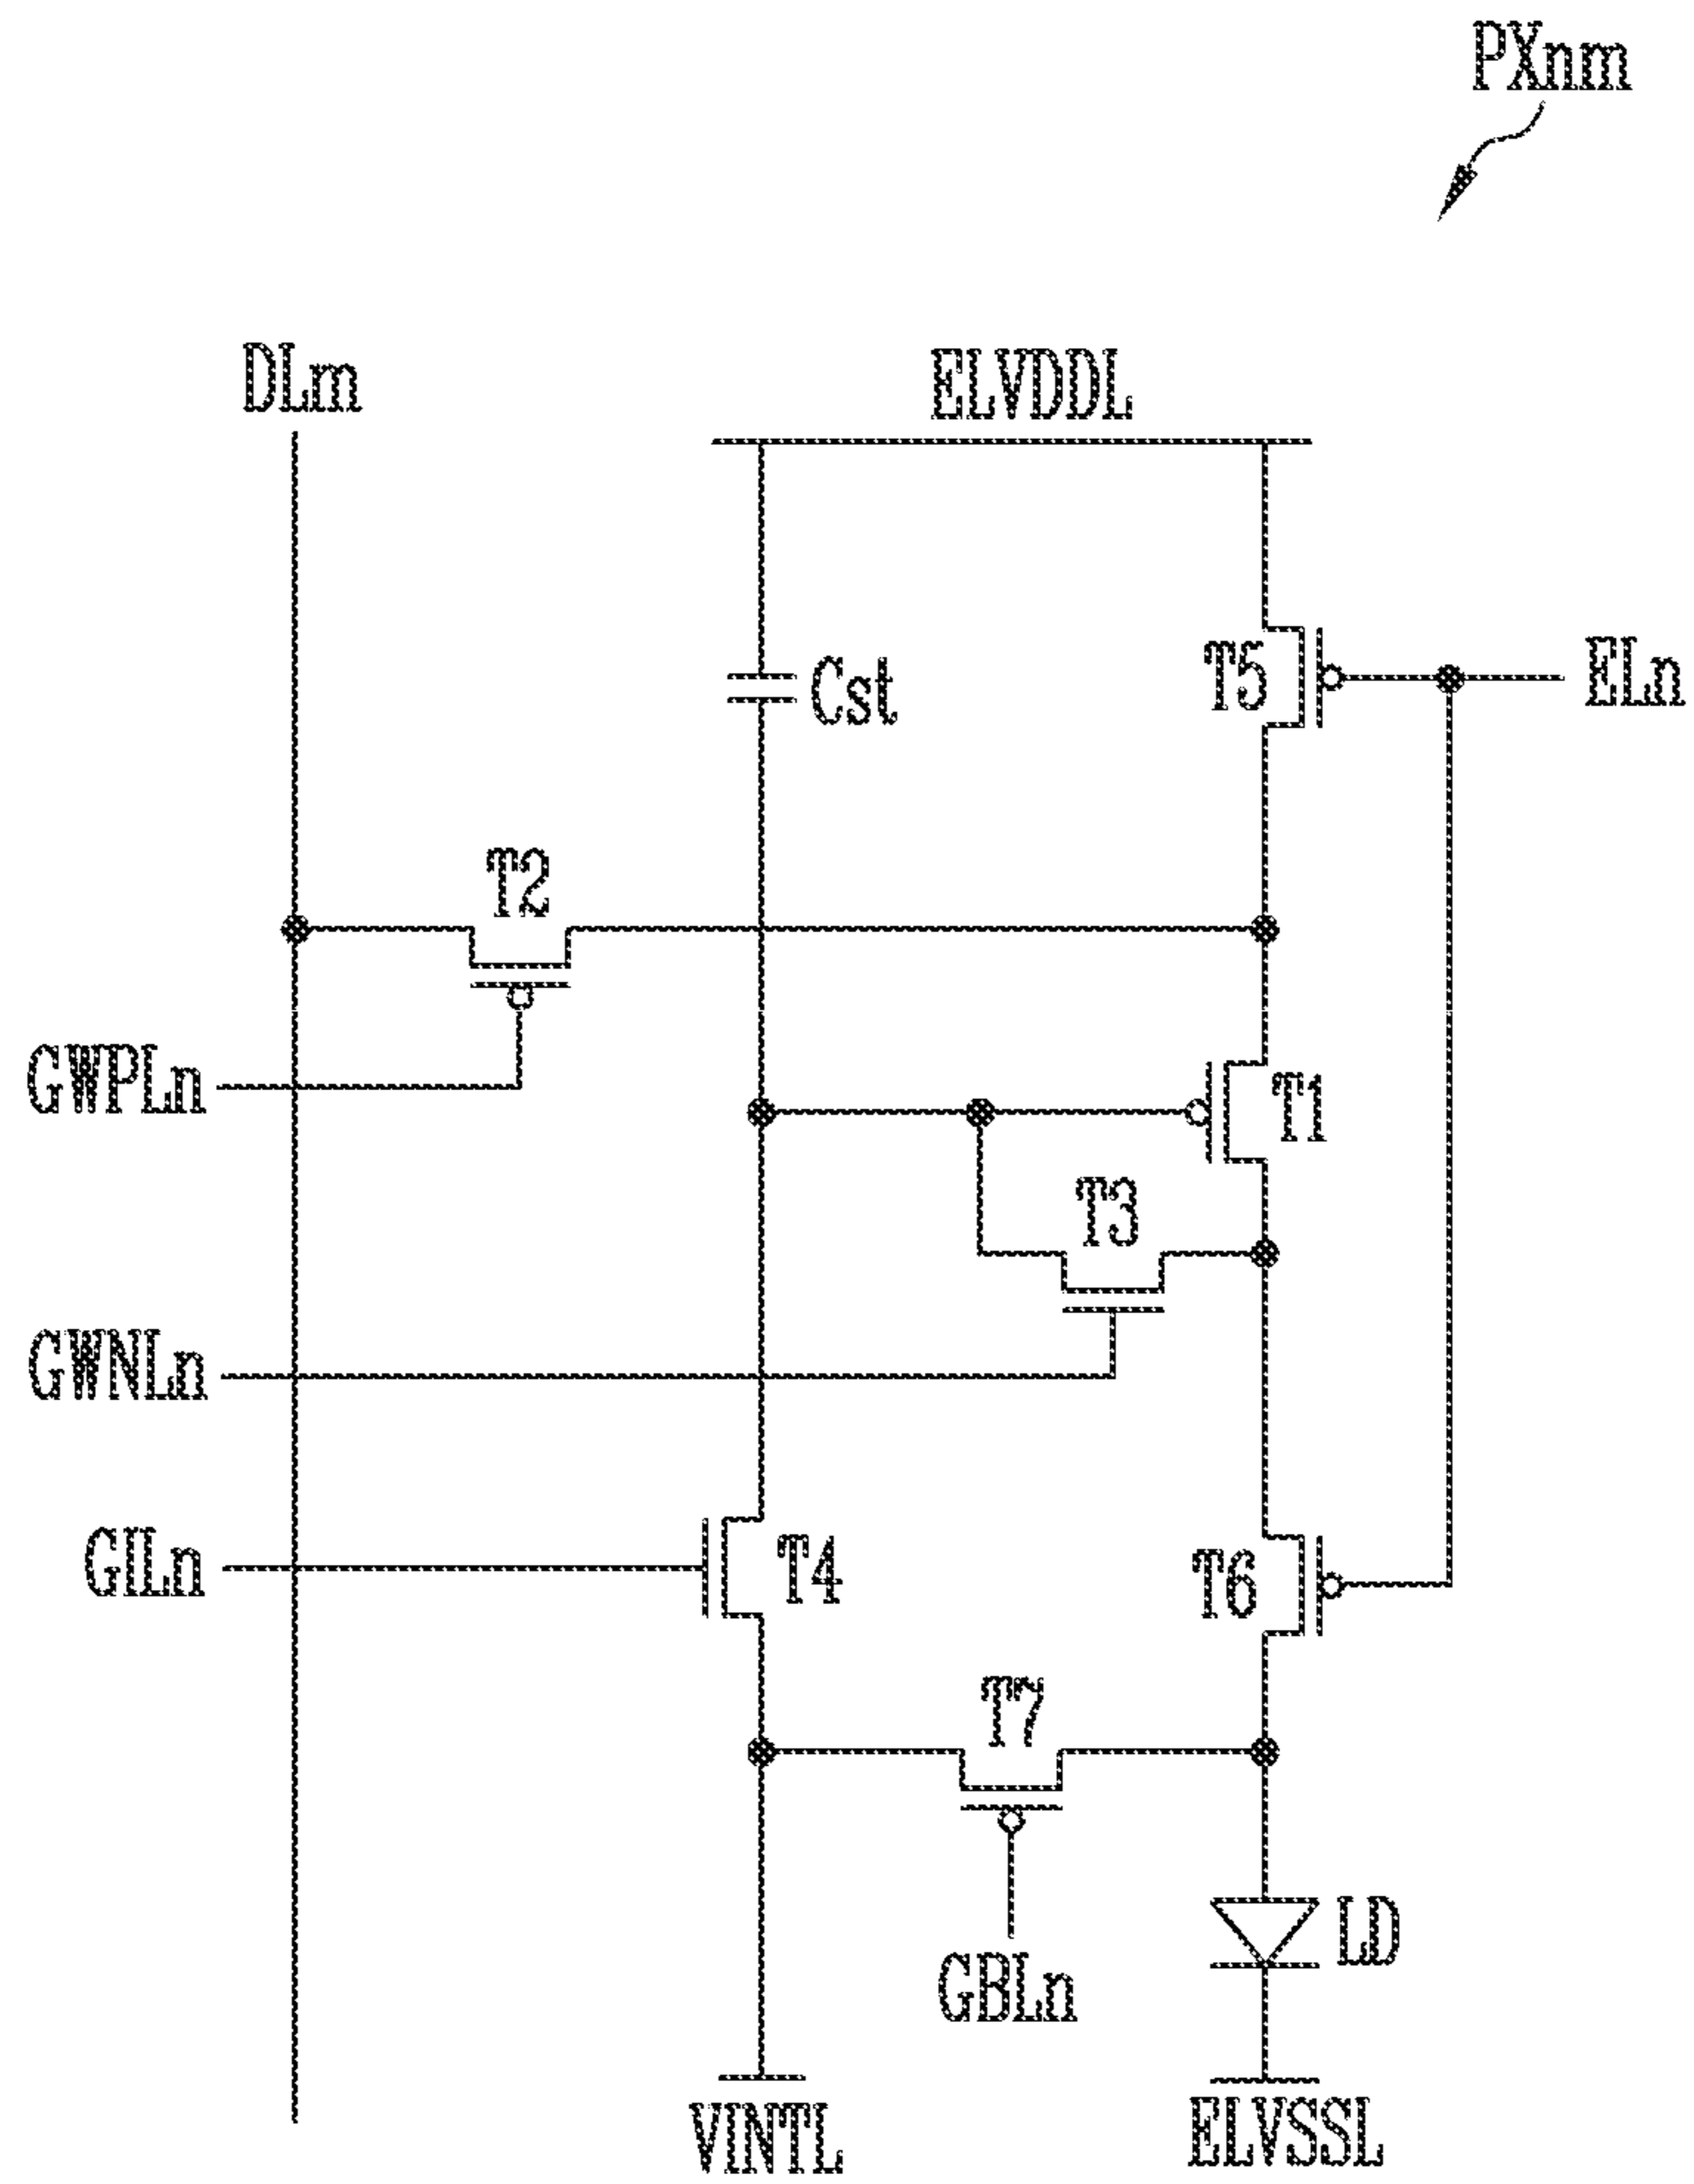 PXnm
DLm
ELVDDL
T5
ELn
Cst
T2
GWPLn
T1
T3
GWNLn
GILn
T4
T6
T7
LD
GBLn
VINTL
ELVSSL